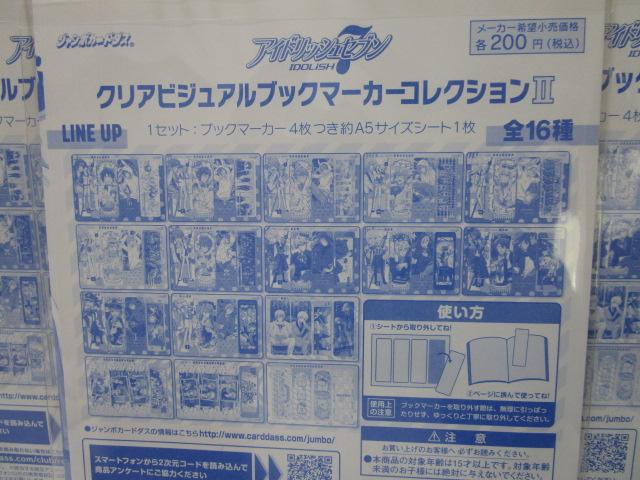 ジャンボカードダス®
アイドリッシュセブン
IDOLiSH7
メーカー希望小売価格
各200円(税込)
クリアビジュアルブックマーカーコレクションⅡ
LINE UP
1セット:ブックマーカー4枚つき約A5サイズシート1枚
全16種
使い方
①シートから取り外してね!
②ページに挟んで使ってね!
使用上の注意
ブックマーカーを取り外す際は、無理に引っぱったりせず、ゆっくりと丁寧に取り外してください。
●ジャンボカードダスの情報はこちらhttp://www.carddass.com/jumbo/
⚠注意
お買い上げのお客様へ 必ずお読みください。
●本商品の対象年齢は15才以上です。対象年齢
未満のお子様には絶対に与えないでください。
スマートフォンから2次元コードを読み込んで
商品アンケートにご協力ください